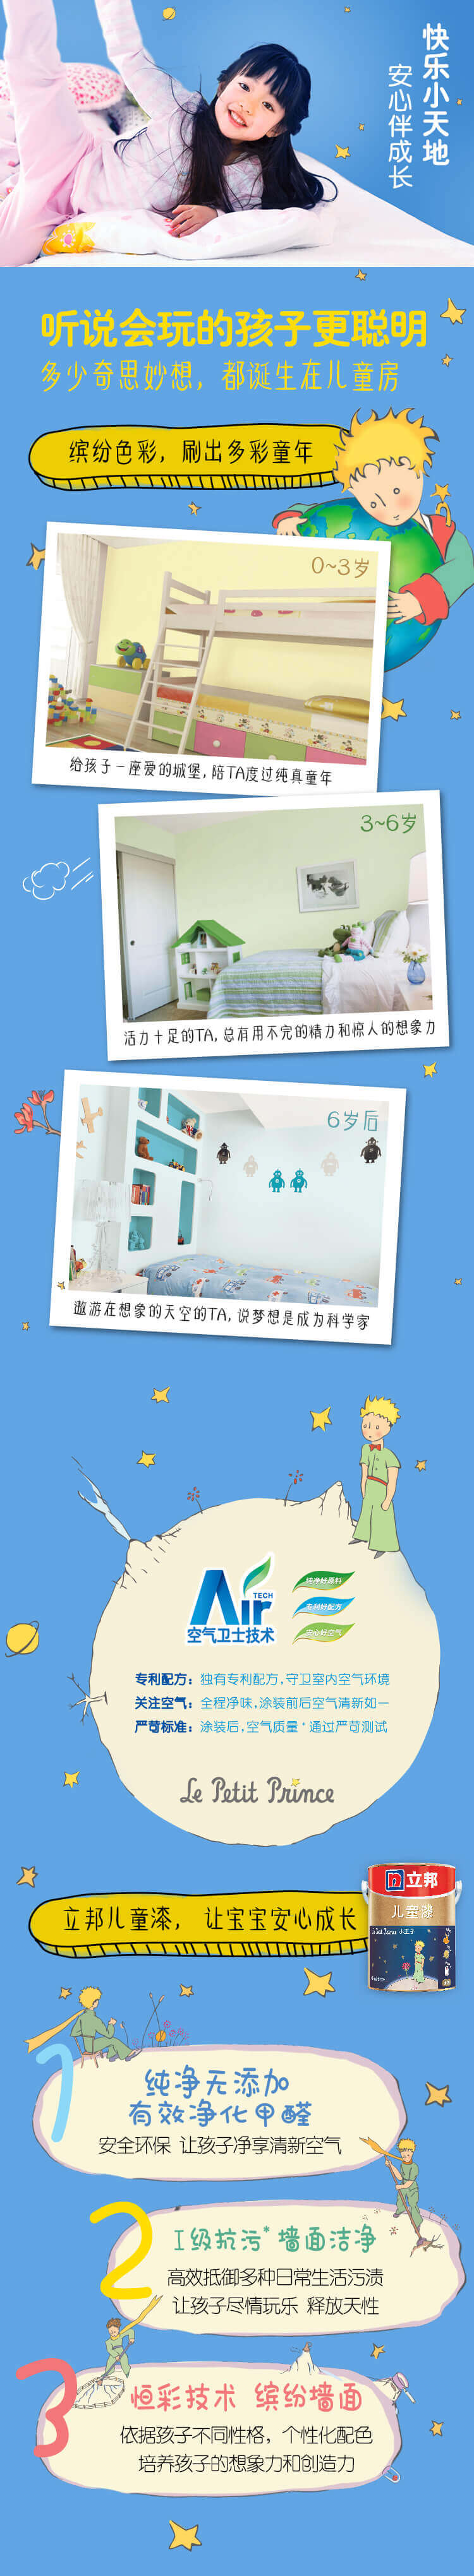 快乐小天地
安心伴成长
听说会玩的孩子更聪明
多少奇思妙想，都诞生在儿童房
缤纷色彩，刷出多彩童年
0~3岁
给孩子一座爱的城堡,陪TA度过纯真童年
3~6岁
活力十足的TA,总有用不完的精力和惊人的想象力
6岁后
遨游在想象的天空的TA,说梦想是成为科学家
Air TECH
空气卫士技术
纯净好原料
专利好配方
安心好空气
专利配方：独有专利配方,守卫室内空气环境
关注空气：全程净味,涂装前后空气清新如一
严苛标准：涂装后,空气质量*通过严苛测试
Le Petit Prince
立邦儿童漆，让宝宝安心成长
立邦
儿童漆
Le Petit Prince 小王子
1
纯净无添加
有效净化甲醛
安全环保 让孩子净享清新空气
2
I级抗污* 墙面洁净
高效抵御多种日常生活污渍
让孩子尽情玩乐 释放天性
3
恒彩技术 缤纷墙面
依据孩子不同性格，个性化配色
培养孩子的想象力和创造力